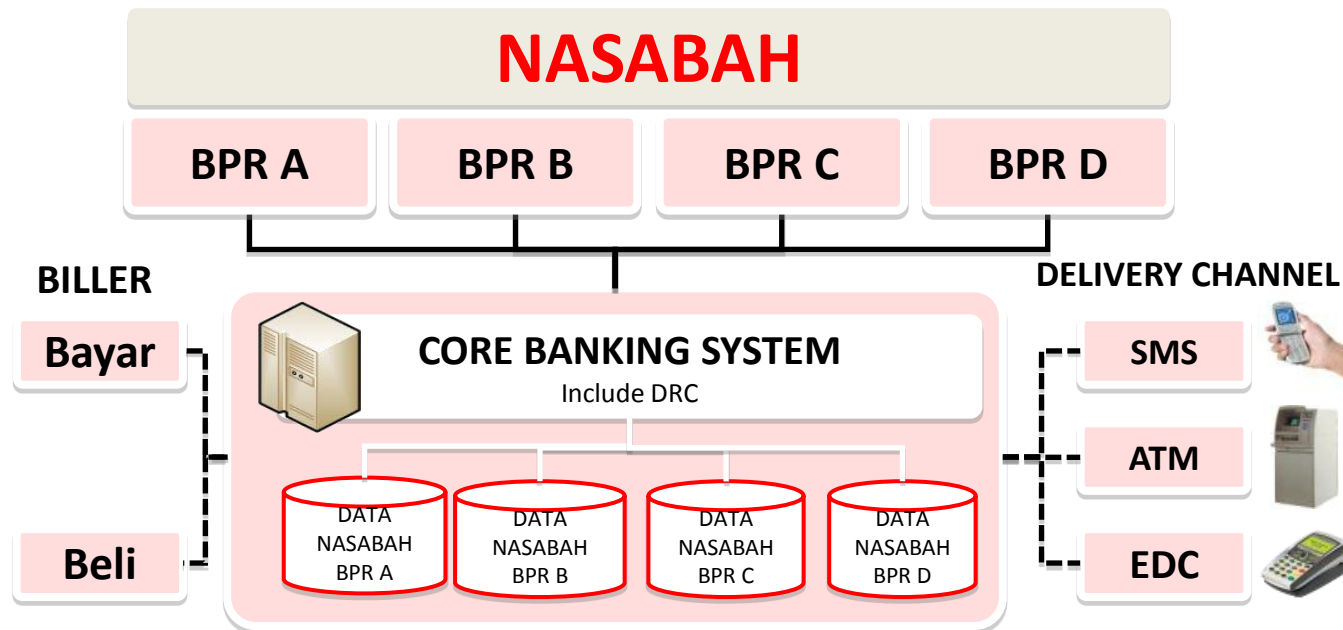 NASABAH
BPR A
BPR B
BPR C
BPR D
BILLER
Bayar
Beli
CORE BANKING SYSTEM
Include DRC
DATA
NASABAH
BPR A
DATA
NASABAH
BPR B
DATA
NASABAH
BPR C
DATA
NASABAH
BPR D
DELIVERY CHANNEL
SMS
ATM
EDC